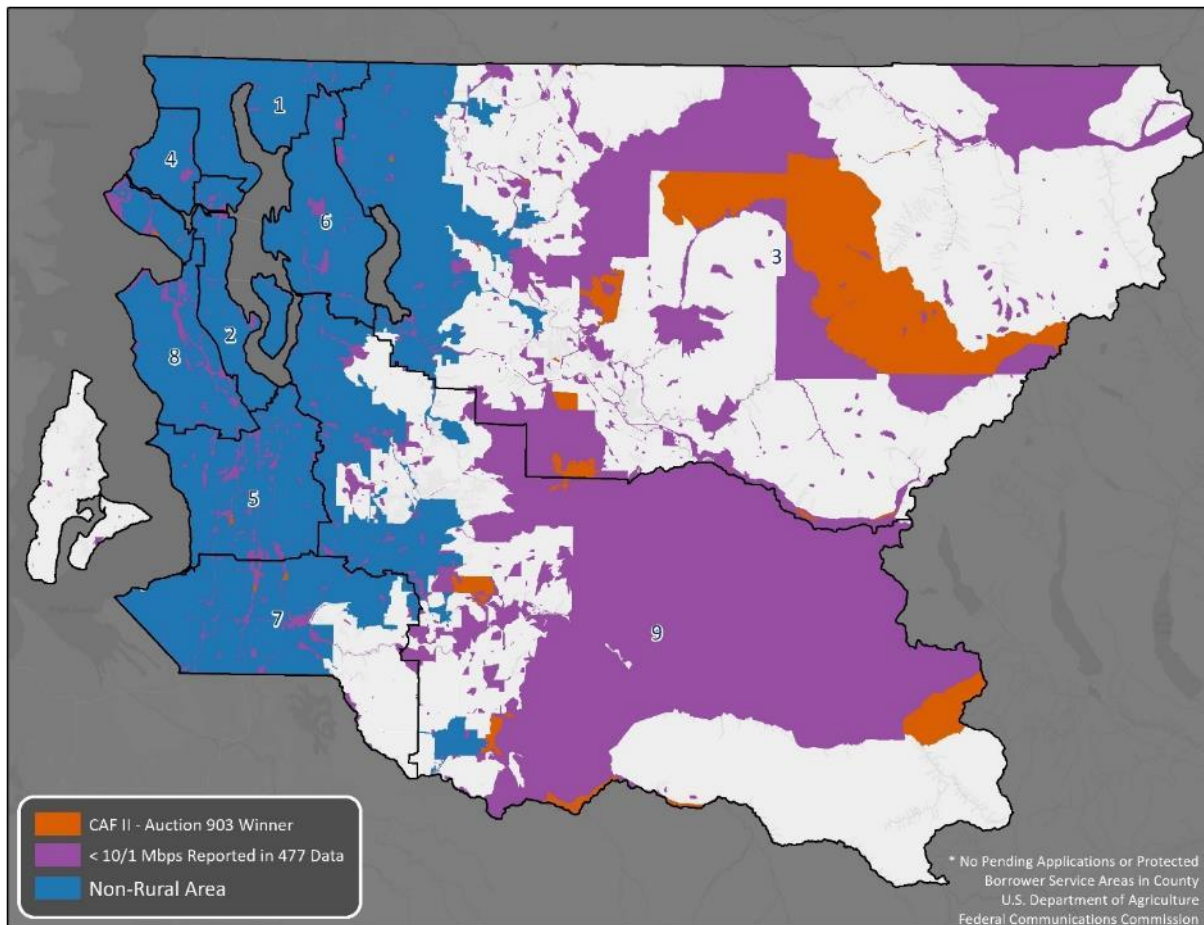 1
4
6
3
2
8
5
7
9
CAF II - Auction 903 Winner
< 10/1 Mbps Reported in 477 Data
Non-Rural Area
* No Pending Applications or Protected
Borrower Service Areas in County
U.S. Department of Agriculture
Federal Communications Commission